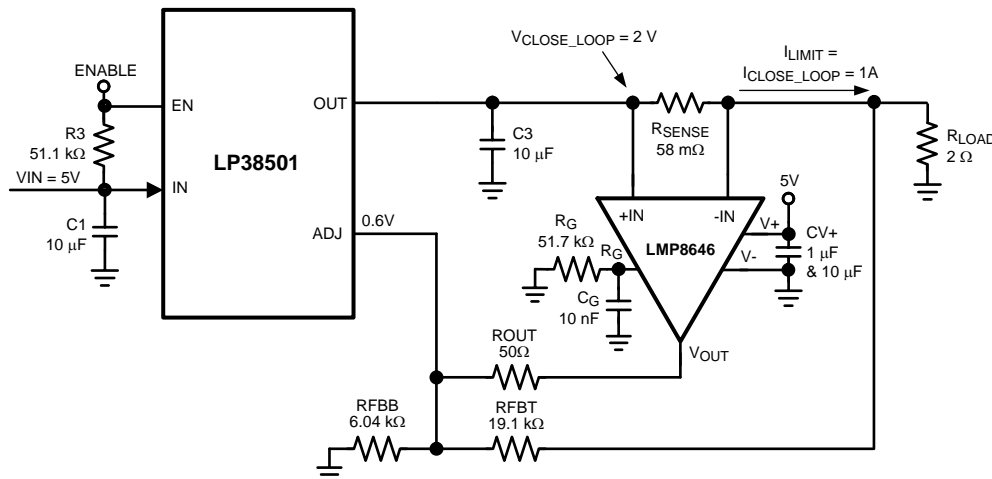 VCLOSE_LOOP = 2 V
ILIMIT =
ICLOSE_LOOP = 1A
ENABLE
EN
OUT
R3
51.1 kΩ
LP38501
C3
10 µF
RSENSE
58 mΩ
RLOAD
2 Ω
VIN = 5V
IN
C1
10 µF
ADJ
0.6V
+IN
-IN
5V
V+
V-
LMP8646
CV+
1 µF
& 10 µF
RG
51.7 kΩ
RG
CG
10 nF
ROUT
50Ω
VOUT
RFBB
6.04 kΩ
RFBT
19.1 kΩ